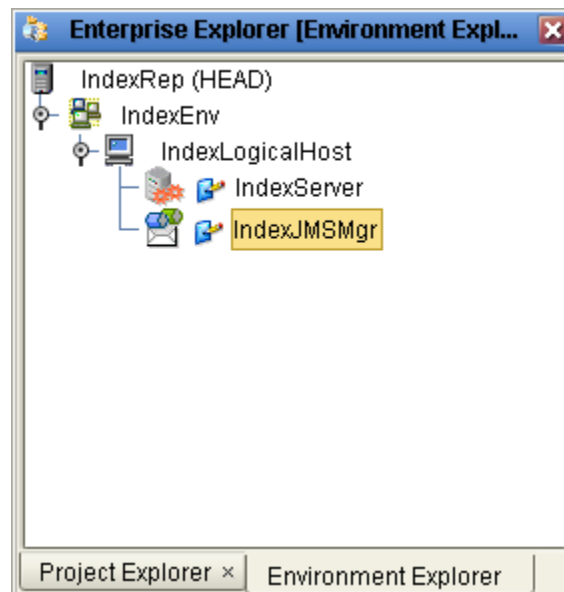 Enterprise Explorer [Environment Expl...
IndexRep (HEAD)
IndexEnv
IndexLogicalHost
IndexServer
IndexJMSMgr
Project Explorer × Environment Explorer